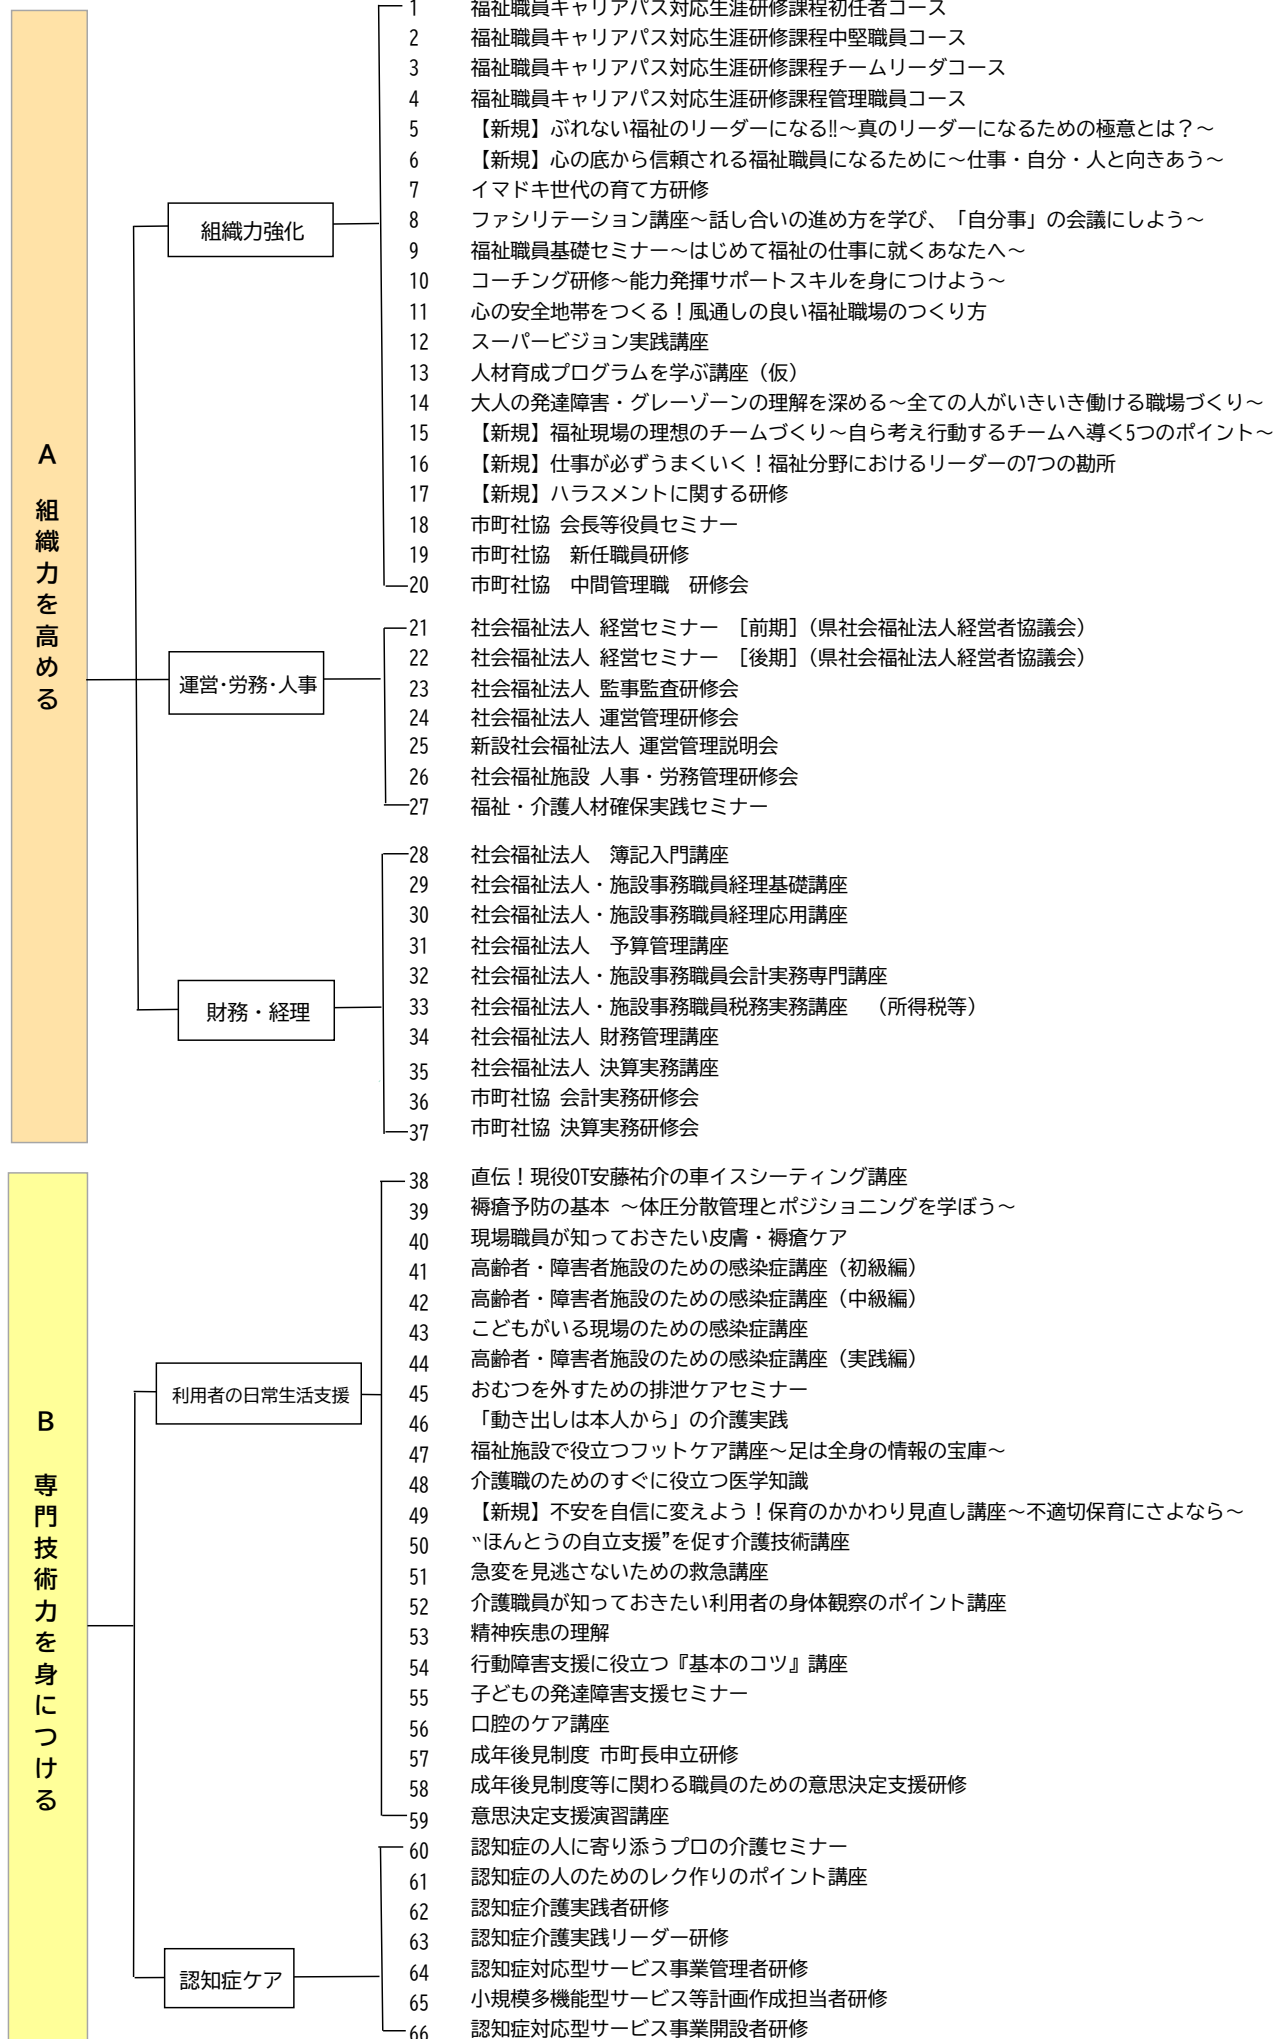 A 組織力を高める
組織力強化
1 福祉職員キャリアパス対応生涯研修課程初任者コース
2 福祉職員キャリアパス対応生涯研修課程中堅職員コース
3 福祉職員キャリアパス対応生涯研修課程チームリーダコース
4 福祉職員キャリアパス対応生涯研修課程管理職員コース
5 【新規】ぶれない福祉のリーダーになる‼～真のリーダーになるための極意とは？～
6 【新規】心の底から信頼される福祉職員になるために～仕事・自分・人と向きあう～
7 イマドキ世代の育て方研修
8 ファシリテーション講座～話し合いの進め方を学び、「自分事」の会議にしよう～
9 福祉職員基礎セミナー～はじめて福祉の仕事に就くあなたへ～
10 コーチング研修～能力発揮サポートスキルを身につけよう～
11 心の安全地帯をつくる！風通しの良い福祉職場のつくり方
12 スーパービジョン実践講座
13 人材育成プログラムを学ぶ講座（仮）
14 大人の発達障害・グレーゾーンの理解を深める～全ての人がいきいき働ける職場づくり～
15 【新規】福祉現場の理想のチームづくり～自ら考え行動するチームへ導く5つのポイント～
16 【新規】仕事が必ずうまくいく！福祉分野におけるリーダーの7つの勘所
17 【新規】ハラスメントに関する研修
18 市町社協 会長等役員セミナー
19 市町社協　新任職員研修
20 市町社協　中間管理職　研修会
運営･労務･人事
21 社会福祉法人 経営セミナー ［前期］（県社会福祉法人経営者協議会）
22 社会福祉法人 経営セミナー ［後期］（県社会福祉法人経営者協議会）
23 社会福祉法人 監事監査研修会
24 社会福祉法人 運営管理研修会
25 新設社会福祉法人 運営管理説明会
26 社会福祉施設 人事・労務管理研修会
27 福祉・介護人材確保実践セミナー
財務・経理
28 社会福祉法人　簿記入門講座
29 社会福祉法人・施設事務職員経理基礎講座
30 社会福祉法人・施設事務職員経理応用講座
31 社会福祉法人　予算管理講座
32 社会福祉法人・施設事務職員会計実務専門講座
33 社会福祉法人・施設事務職員税務実務講座　（所得税等）
34 社会福祉法人 財務管理講座
35 社会福祉法人 決算実務講座
36 市町社協 会計実務研修会
37 市町社協 決算実務研修会
B 専門技術力を身につける
利用者の日常生活支援
38 直伝！現役OT安藤祐介の車イスシーティング講座
39 褥瘡予防の基本 ～体圧分散管理とポジショニングを学ぼう～
40 現場職員が知っておきたい皮膚・褥瘡ケア
41 高齢者・障害者施設のための感染症講座（初級編）
42 高齢者・障害者施設のための感染症講座（中級編）
43 こどもがいる現場のための感染症講座
44 高齢者・障害者施設のための感染症講座（実践編）
45 おむつを外すための排泄ケアセミナー
46 「動き出しは本人から」の介護実践
47 福祉施設で役立つフットケア講座～足は全身の情報の宝庫～
48 介護職のためのすぐに役立つ医学知識
49 【新規】不安を自信に変えよう！保育のかかわり見直し講座～不適切保育にさよなら～
50 〝ほんとうの自立支援”を促す介護技術講座
51 急変を見逃さないための救急講座
52 介護職員が知っておきたい利用者の身体観察のポイント講座
53 精神疾患の理解
54 行動障害支援に役立つ『基本のコツ』講座
55 子どもの発達障害支援セミナー
56 口腔のケア講座
57 成年後見制度 市町長申立研修
58 成年後見制度等に関わる職員のための意思決定支援研修
59 意思決定支援演習講座
認知症ケア
60 認知症の人に寄り添うプロの介護セミナー
61 認知症の人のためのレク作りのポイント講座
62 認知症介護実践者研修
63 認知症介護実践リーダー研修
64 認知症対応型サービス事業管理者研修
65 小規模多機能型サービス等計画作成担当者研修
66 認知症対応型サービス事業開設者研修